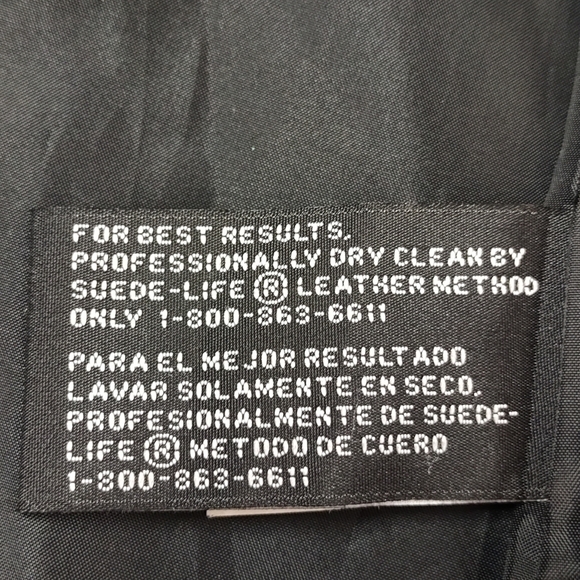 FOR BEST RESULTS,
PROFESSIONALLY DRY CLEAN BY
SUEDE-LIFE ® LEATHER METHOD
ONLY 1-800-863-6611
PARA EL MEJOR RESULTADO
LAVAR SOLAMENTE EN SECO,
PROFESIONALMENTE DE SUEDE-
LIFE ® METODO DE CUERO
1-800-863-6611